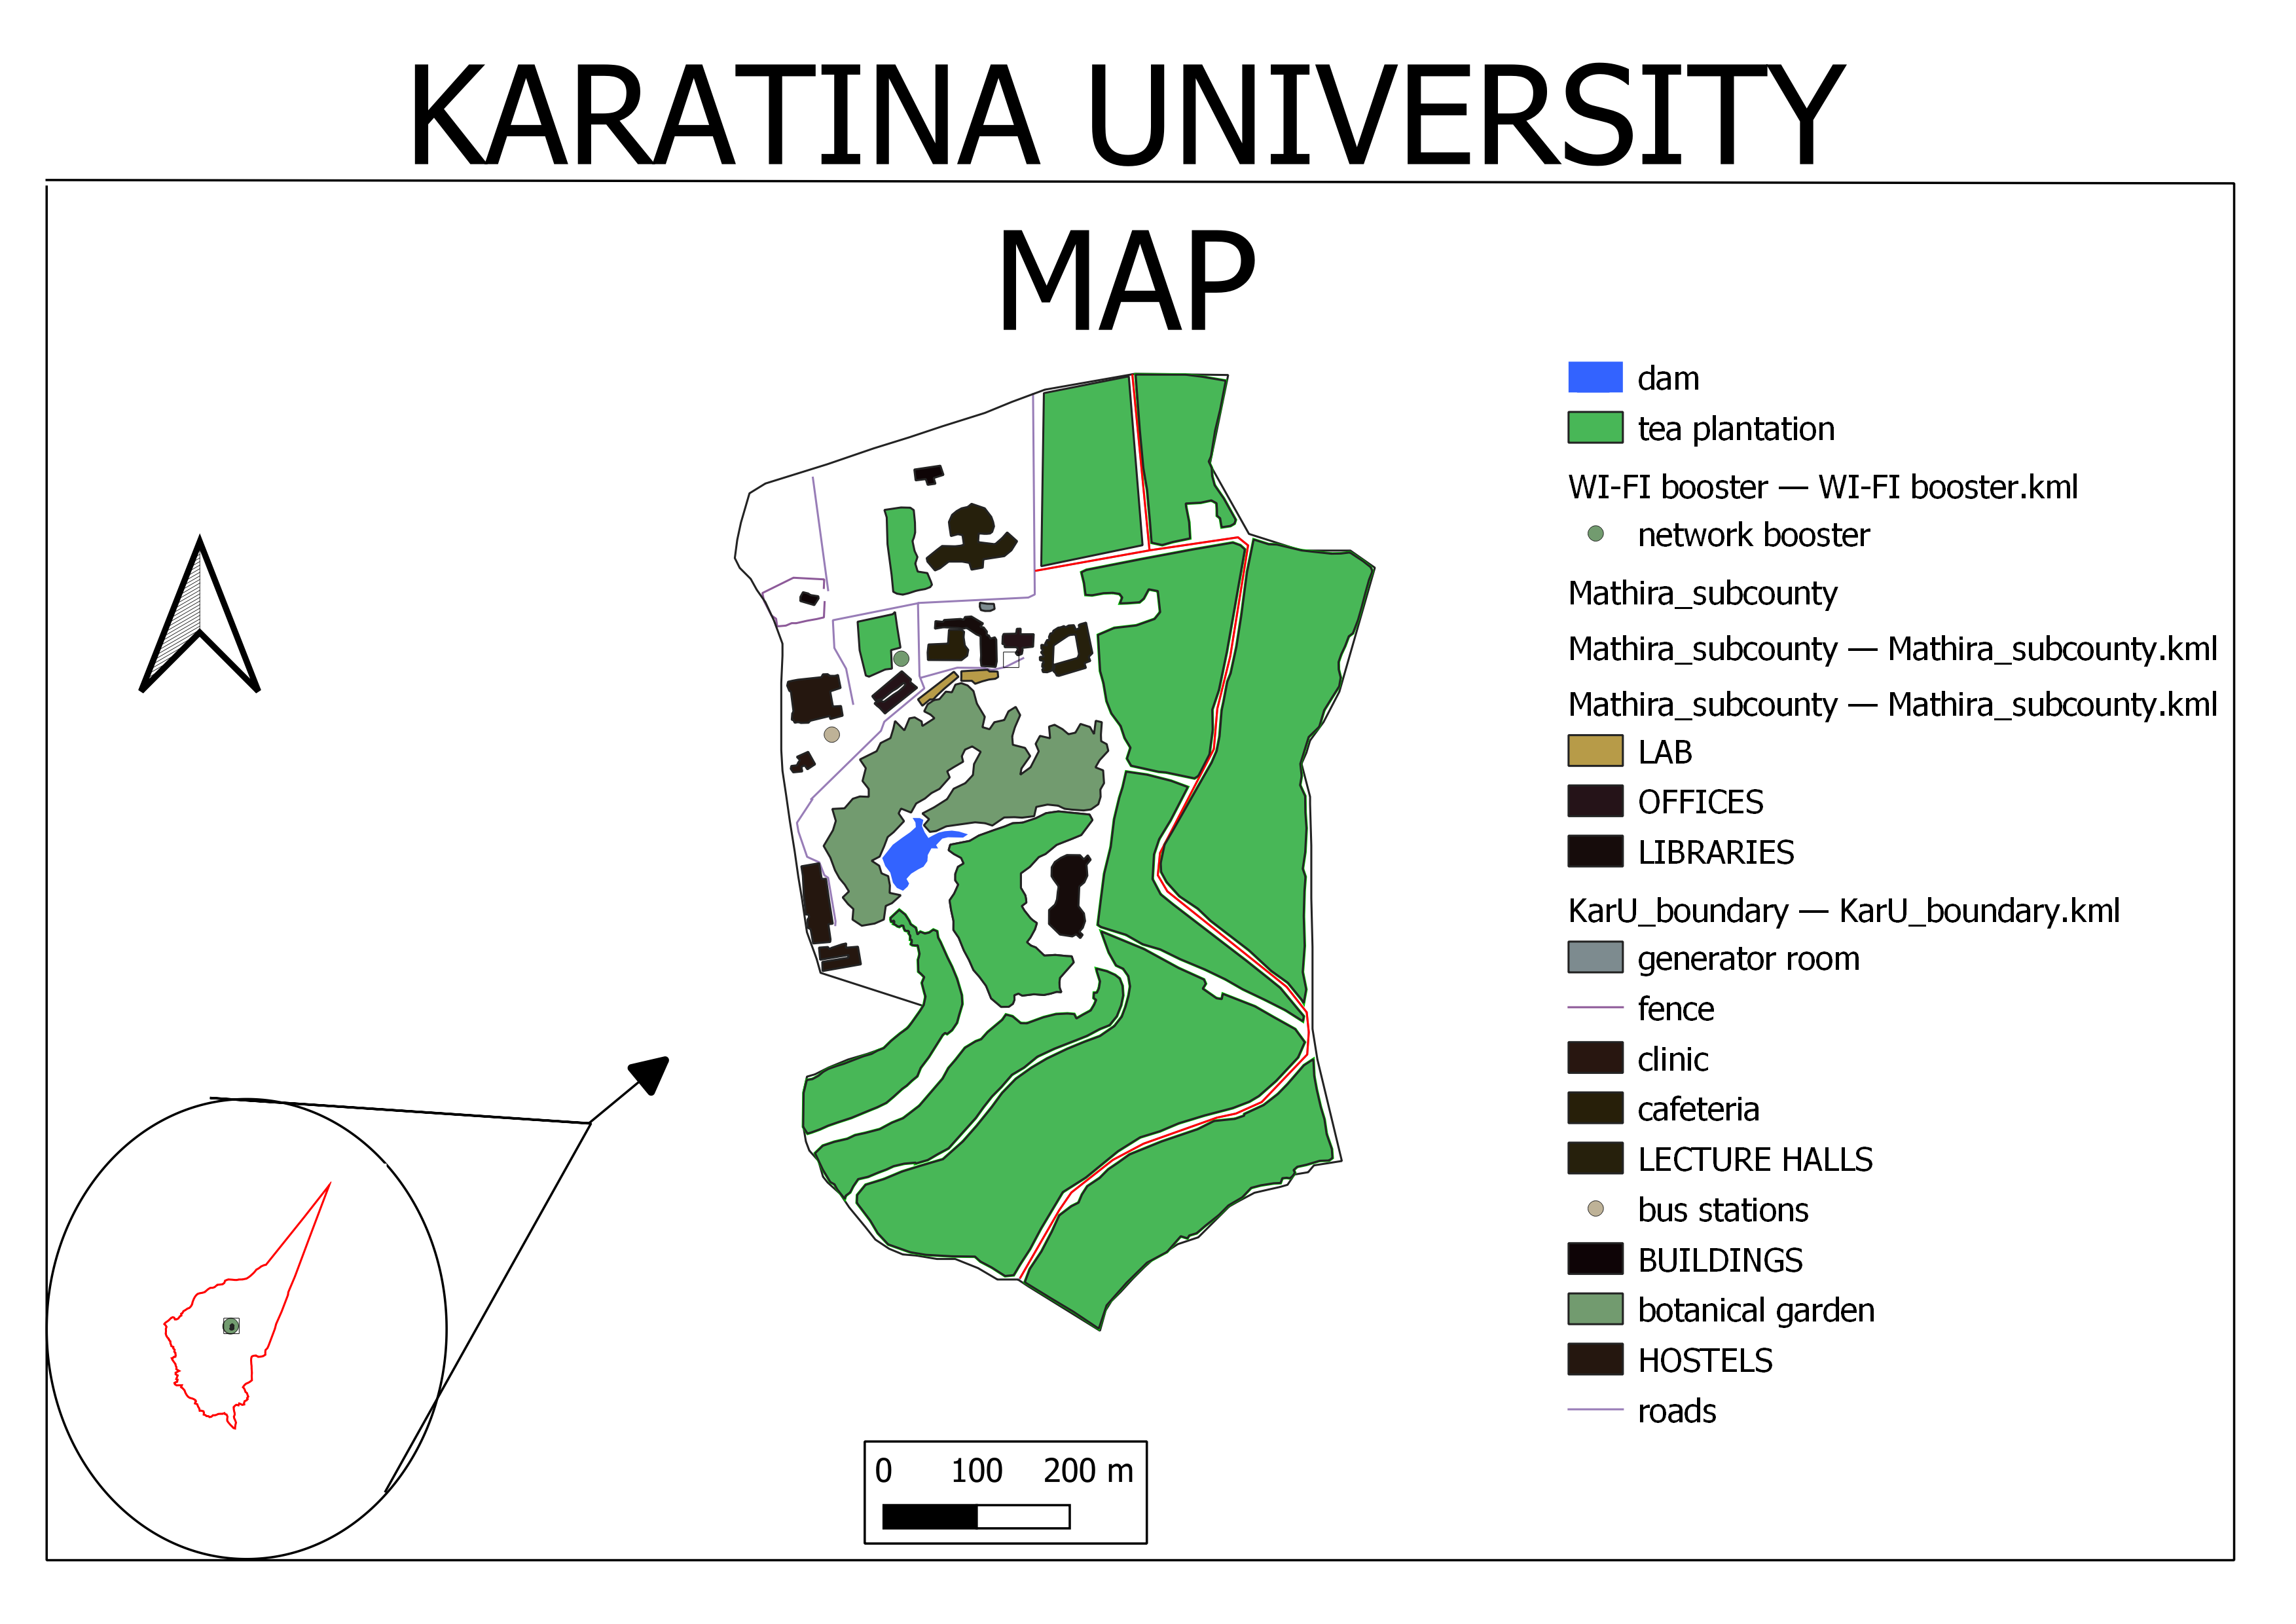 KARATINA UNIVERSITY
MAP
dam
tea plantation
WI-FI booster — WI-FI booster.kml
network booster
Mathira_subcounty
Mathira_subcounty — Mathira_subcounty.kml
Mathira_subcounty — Mathira_subcounty.kml
LAB
OFFICES
LIBRARIES
KarU_boundary — KarU_boundary.kml
generator room
fence
clinic
cafeteria
LECTURE HALLS
bus stations
BUILDINGS
botanical garden
HOSTELS
roads
0 100 200 m